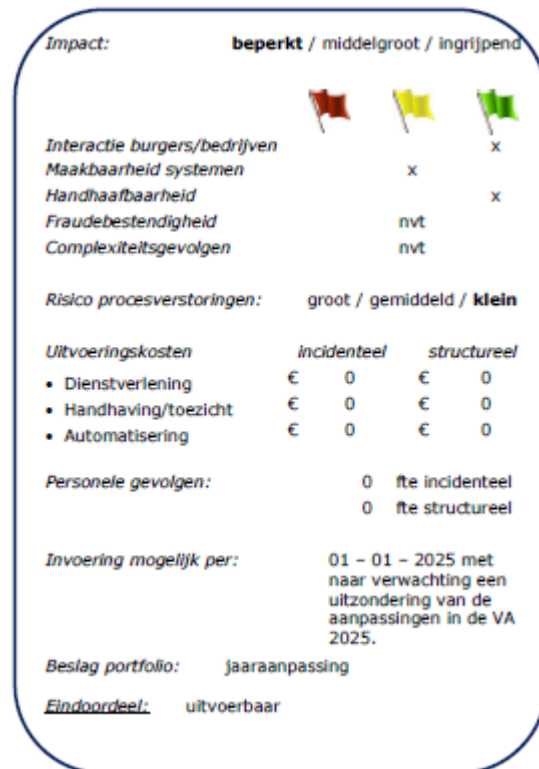 Impact: beperkt / middelgroot / ingrijpend
Interactie burgers/bedrijven x
Maakbaarheid systemen x
Handhaafbaarheid x
Fraudebestendigheid nvt
Complexiteitsgevolgen nvt
Risico procesverstoringen: groot / gemiddeld / klein
Uitvoeringskosten incidenteel structureel
• Dienstverlening € 0 € 0
• Handhaving/toezicht € 0 € 0
• Automatisering € 0 € 0
Personele gevolgen: 0 fte incidenteel
0 fte structureel
Invoering mogelijk per: 01 – 01 – 2025 met
naar verwachting een
uitzondering van de
aanpassingen in de VA
2025.
Beslag portfolio: jaaraanpassing
Eindoordeel: uitvoerbaar